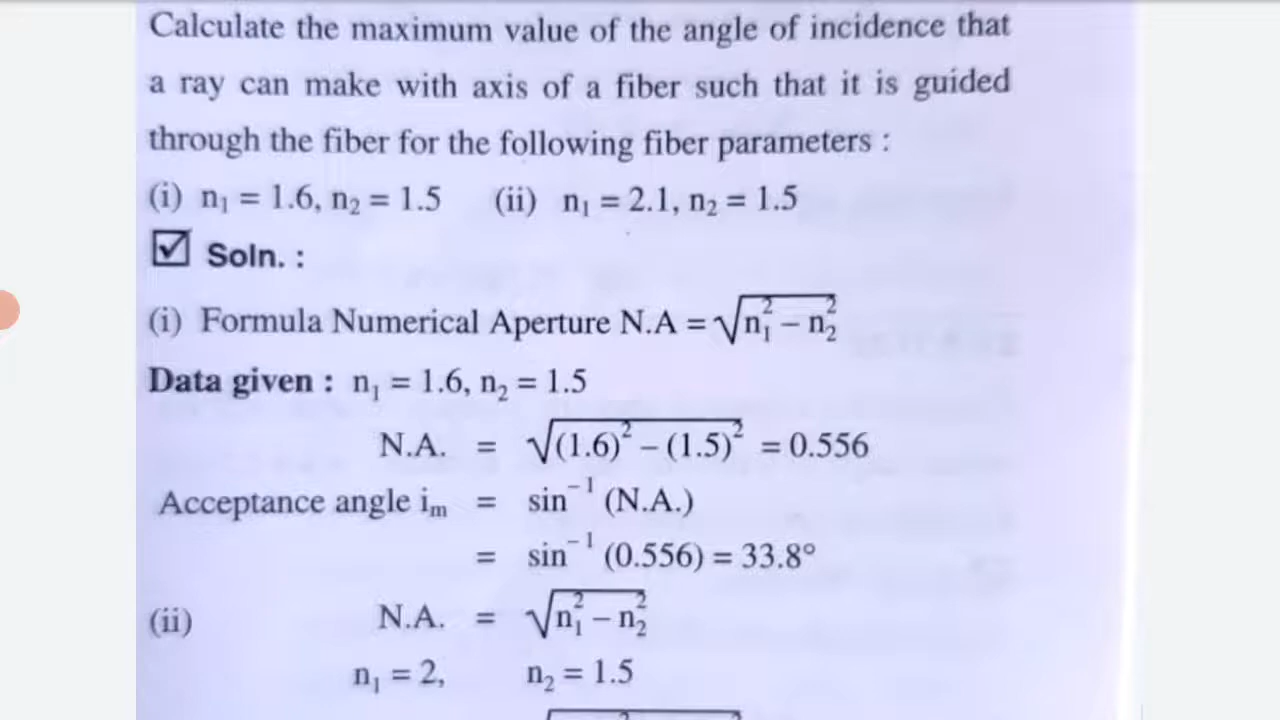 Calculate the maximum value of the angle of incidence that
a ray can make with axis of a fiber such that it is guided
through the fiber for the following fiber parameters :
(i) n₁ = 1.6, n₂ = 1.5 (ii) n₁ = 2.1, n₂ = 1.5
☑ Soln. :
(i) Formula Numerical Aperture N.A = √(n₁² – n₂²)
Data given : n₁ = 1.6, n₂ = 1.5
N.A. = √((1.6)² – (1.5)²) = 0.556
Acceptance angle iₘ = sin⁻¹ (N.A.)
= sin⁻¹ (0.556) = 33.8°
(ii) N.A. = √(n₁² – n₂²)
n₁ = 2, n₂ = 1.5